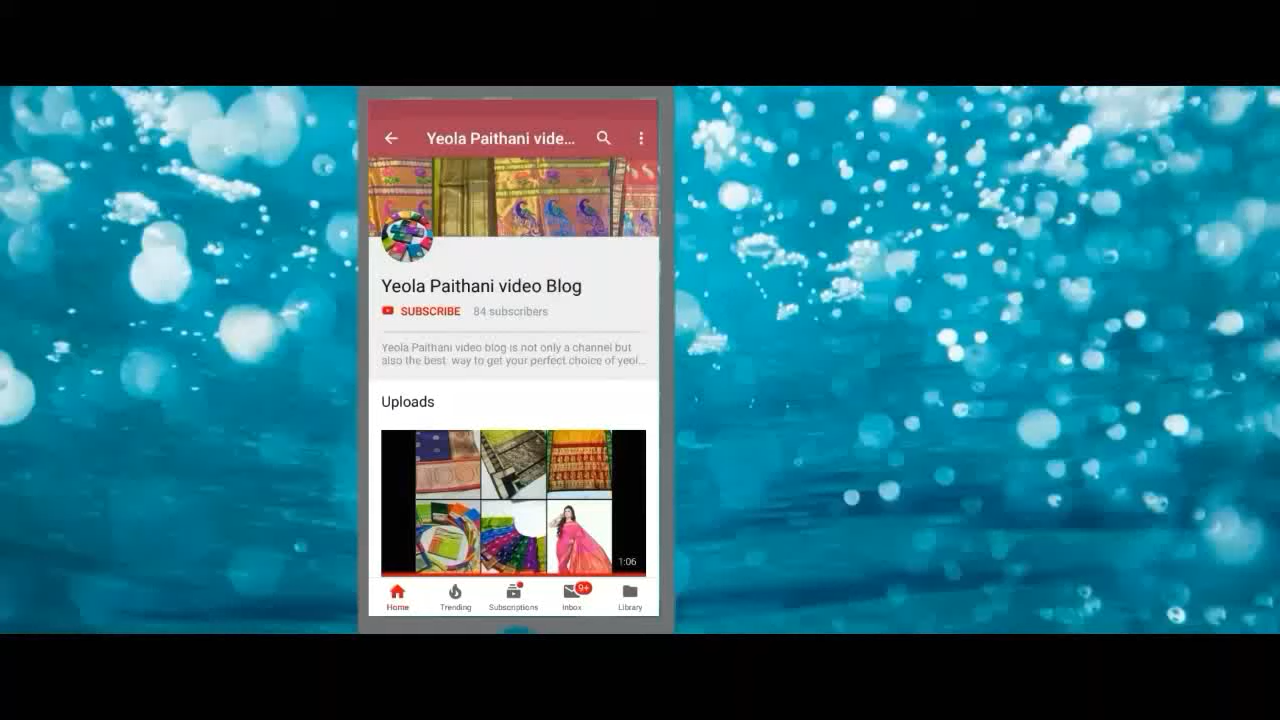 Yeola Paithani vide...
Yeola Paithani video Blog
SUBSCRIBE 84 subscribers
Yeola Paithani video blog is not only a channel but
also the best way to get your perfect choice of yeol...
Uploads
1:06
Home Trending Subscriptions Inbox 9+ Library